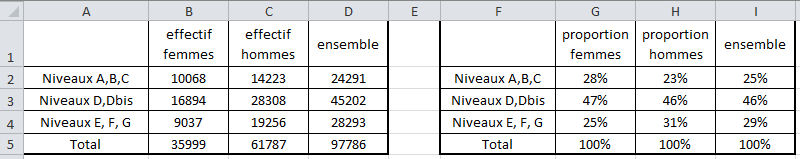 A B C D E F G H I
1 effectif femmes effectif hommes ensemble proportion femmes proportion hommes ensemble
2 Niveaux A,B,C 10068 14223 24291 Niveaux A,B,C 28% 23% 25%
3 Niveaux D,Dbis 16894 28308 45202 Niveaux D,Dbis 47% 46% 46%
4 Niveaux E, F, G 9037 19256 28293 Niveaux E, F, G 25% 31% 29%
5 Total 35999 61787 97786 Total 100% 100% 100%